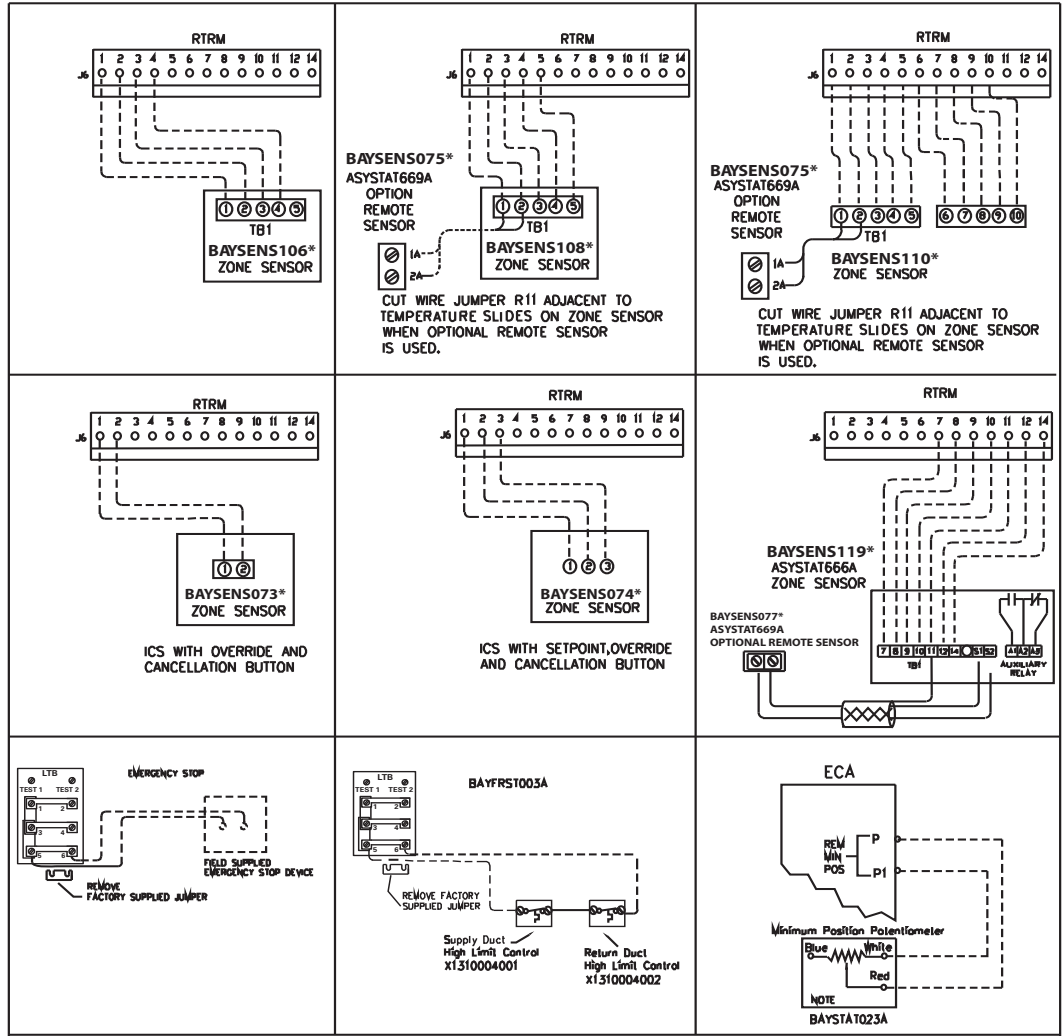 RTRM
1 2 3 4 5 6 7 8 9 10 11 12 14
J6
1 2 3 4 5
TB1
BAYSENS106*
ZONE SENSOR
RTRM
1 2 3 4 5 6 7 8 9 10 11 12 14
J6
BAYSENS075*
ASYSTAT669A
OPTION
REMOTE
SENSOR
1A
2A
1 2 3 4 5
TB1
BAYSENS108*
ZONE SENSOR
CUT WIRE JUMPER R11 ADJACENT TO
TEMPERATURE SLIDES ON ZONE SENSOR
WHEN OPTIONAL REMOTE SENSOR
IS USED.
RTRM
1 2 3 4 5 6 7 8 9 10 11 12 14
J6
BAYSENS075*
ASYSTAT669A
OPTION
REMOTE
SENSOR
1A
2A
1 2 3 4 5
6 7 8 9 10
TB1
BAYSENS110*
ZONE SENSOR
CUT WIRE JUMPER R11 ADJACENT TO
TEMPERATURE SLIDES ON ZONE SENSOR
WHEN OPTIONAL REMOTE SENSOR
IS USED.
RTRM
1 2 3 4 5 6 7 8 9 10 11 12 14
J6
1 2
BAYSENS073*
ZONE SENSOR
ICS WITH OVERRIDE AND
CANCELLATION BUTTON
RTRM
1 2 3 4 5 6 7 8 9 10 11 12 14
J6
1 2 3
BAYSENS074*
ZONE SENSOR
ICS WITH SETPOINT,OVERRIDE
AND CANCELLATION BUTTON
RTRM
1 2 3 4 5 6 7 8 9 10 11 12 14
J6
BAYSENS119*
ASYSTAT666A
ZONE SENSOR
BAYSENS077*
ASYSTAT669A
OPTIONAL REMOTE SENSOR
7 8 9 10 11 12 14 S1 S2
TB1
A1 A2 A3
AUXILIARY
RELAY
LTB
TEST 1 TEST 2
1 2
3 4
5 6
EMERGENCY STOP
FIELD SUPPLIED
EMERGENCY STOP DEVICE
REMOVE
FACTORY SUPPLIED JUMPER
LTB
TEST 1 TEST 2
1 2
3 4
5 6
BAYFRST003A
REMOVE FACTORY
SUPPLIED JUMPER
Supply Duct
High Limit Control
X1310004001
Return Duct
High Limit Control
X1310004002
ECA
REM
MIN
POS
P
P1
Minimum Position Potentiometer
Blue White
Red
NOTE
BAYSTAT023A